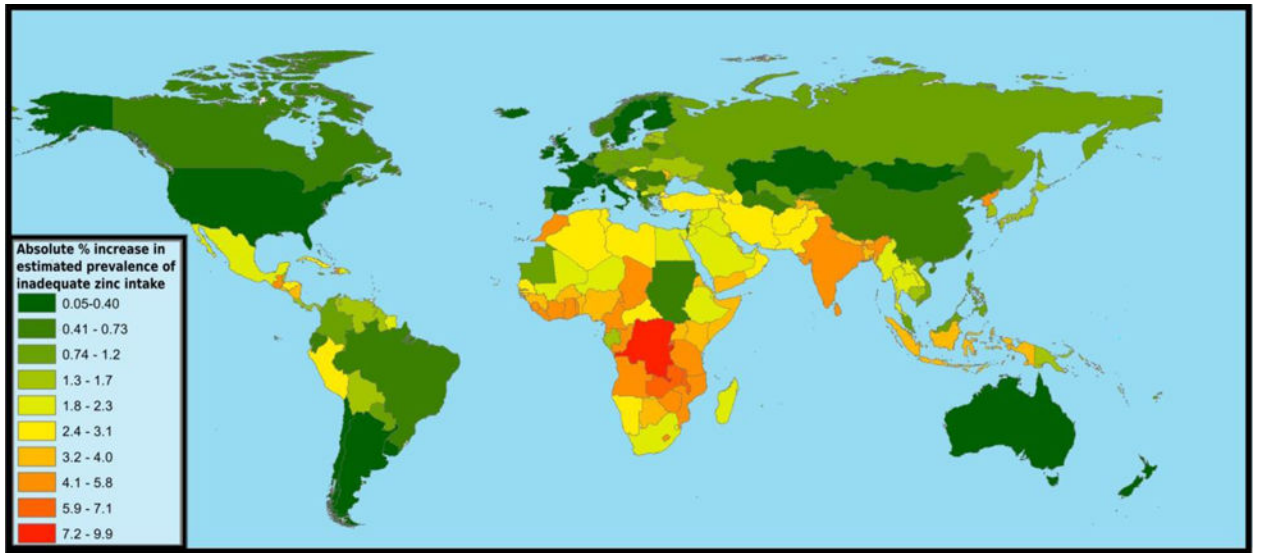 Absolute % increase in
estimated prevalence of
inadequate zinc intake
0.05-0.40
0.41 - 0.73
0.74 - 1.2
1.3 - 1.7
1.8 - 2.3
2.4 - 3.1
3.2 - 4.0
4.1 - 5.8
5.9 - 7.1
7.2 - 9.9